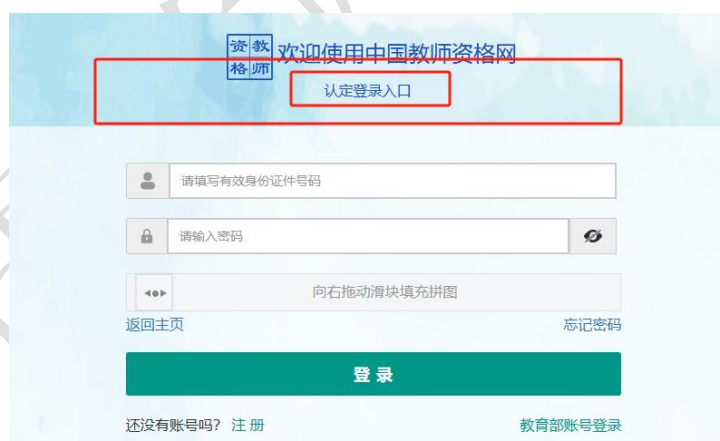 资教
格师
欢迎使用中国教师资格网
认定登录入口
请填写有效身份证件号码
请输入密码
向右拖动滑块填充拼图
返回主页 忘记密码
登录
还没有账号吗？注册 教育部账号登录